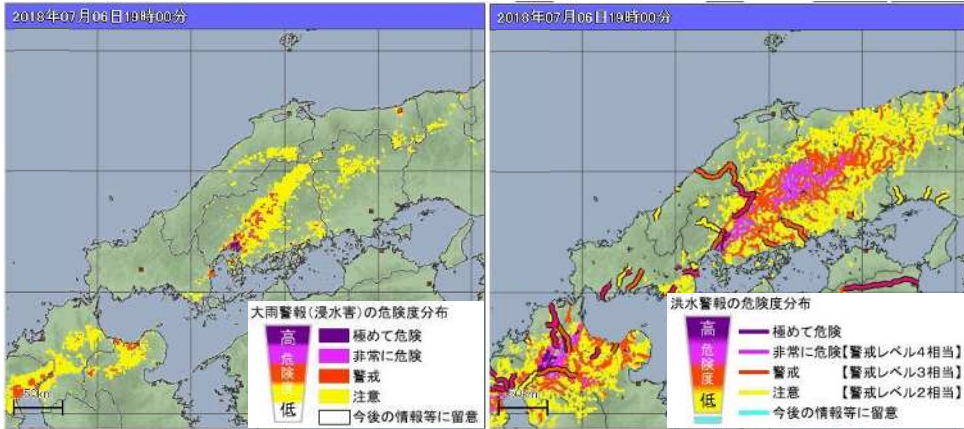 2018年07月06日19時00分
大雨警報(浸水害)の危険度分布
高
危険度
低
極めて危険
非常に危険
警戒
注意
今後の情報等に留意
50km
2018年07月06日19時00分
洪水警報の危険度分布
高
危険度
低
極めて危険
非常に危険【警戒レベル4相当】
警戒 【警戒レベル3相当】
注意 【警戒レベル2相当】
今後の情報等に留意
50km